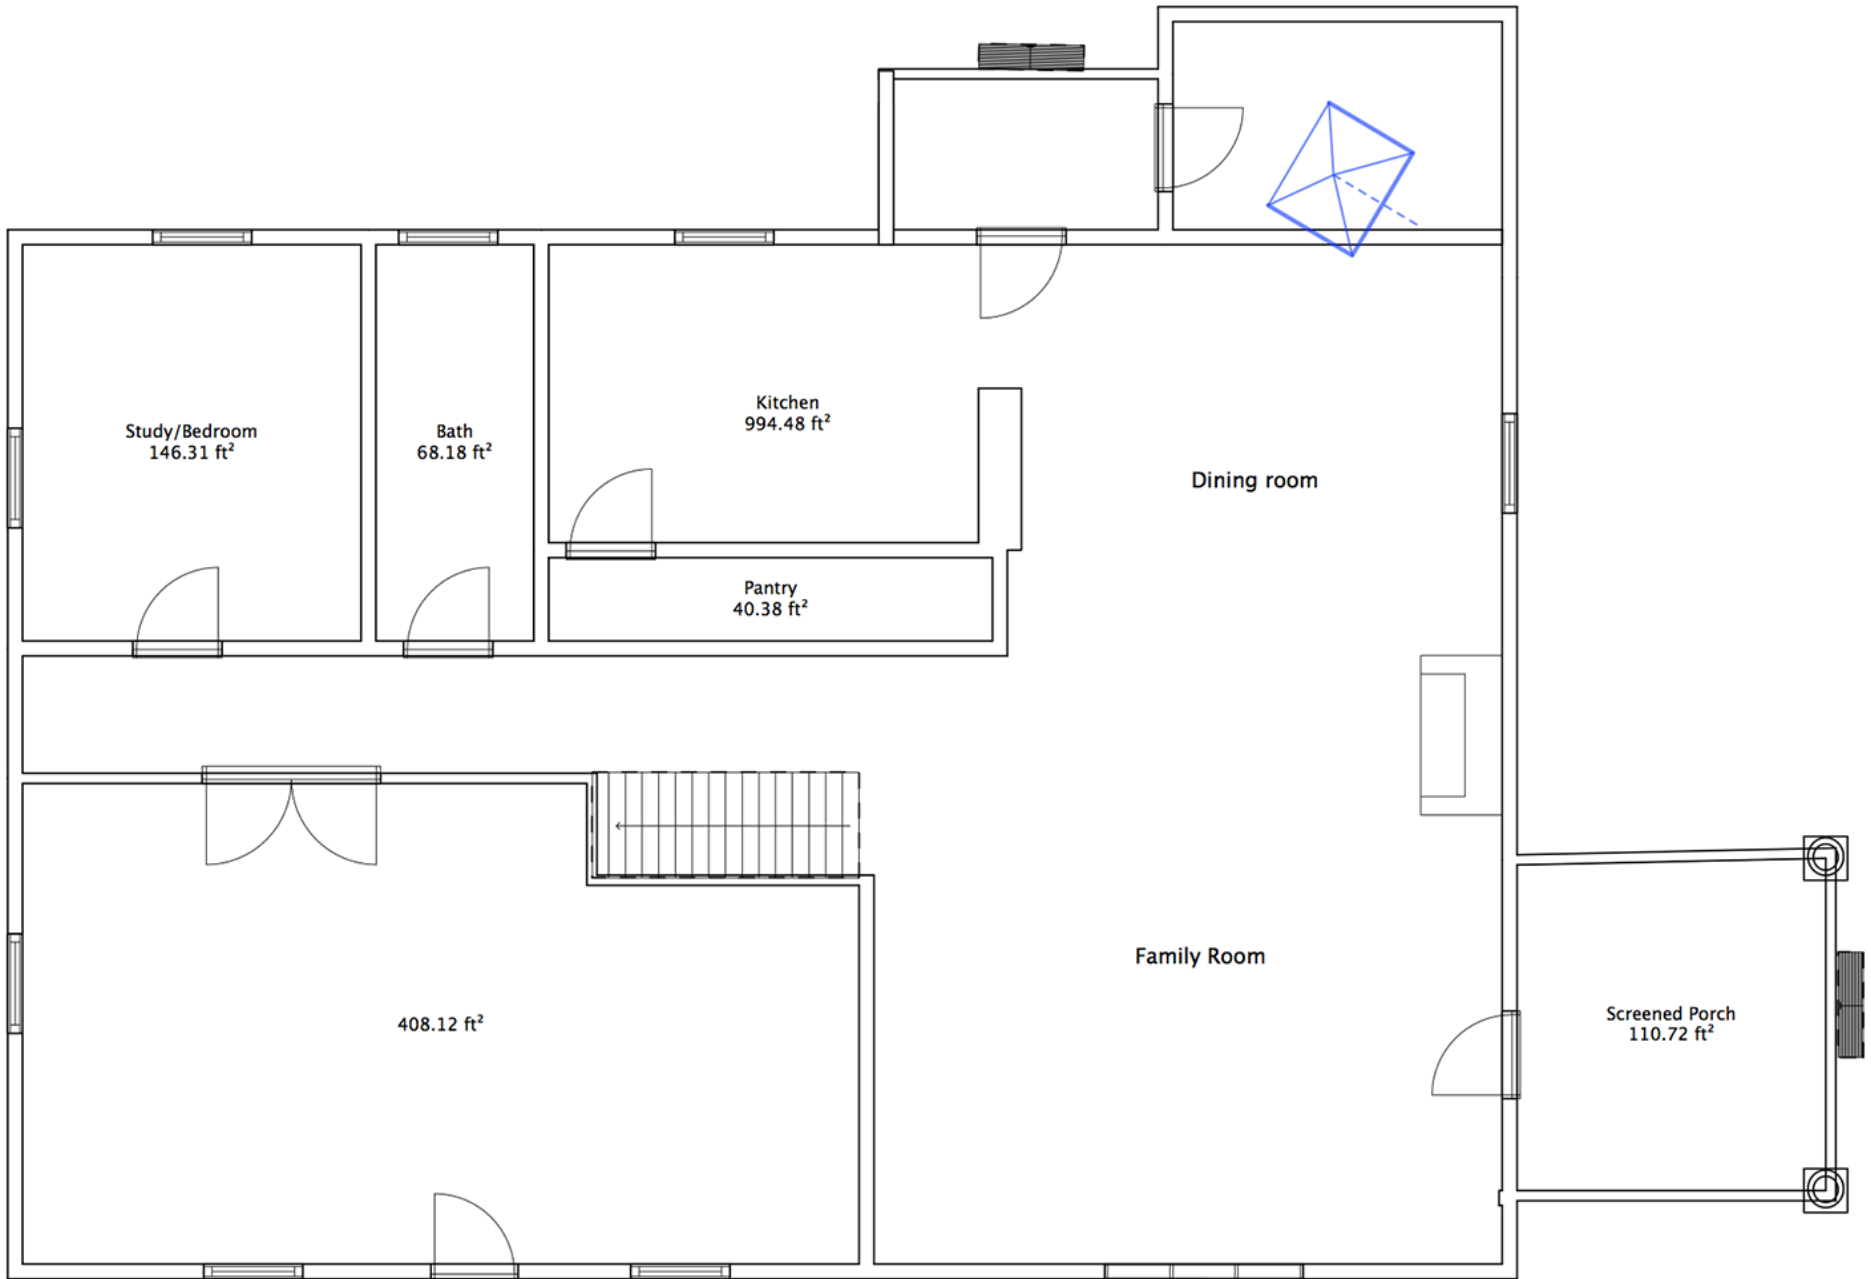 Kitchen
994.48 ft²
Study/Bedroom
146.31 ft²
Bath
68.18 ft²
Dining room
Pantry
40.38 ft²
Family Room
408.12 ft²
Screened Porch
110.72 ft²